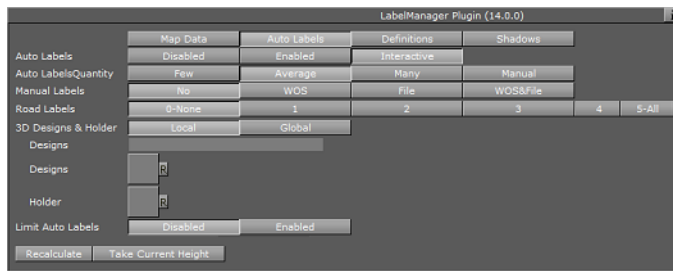 LabelManager Plugin (14.0.0)
Map Data Auto Labels Definitions Shadows
Auto Labels Disabled Enabled Interactive
Auto LabelsQuantity Few Average Many Manual
Manual Labels No WOS File WOS&File
Road Labels 0-None 1 2 3 4 5-All
3D Designs & Holder Local Global
Designs
Designs R
Holder R
Limit Auto Labels Disabled Enabled
Recalculate Take Current Height